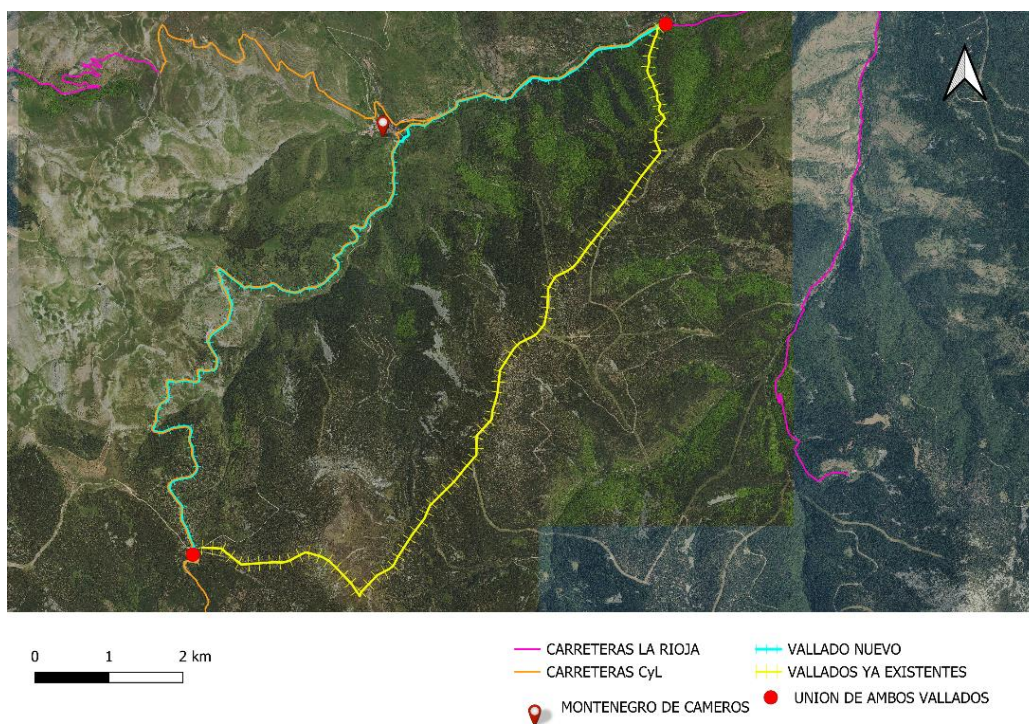 0 1 2 km
CARRETERAS LA RIOJA
CARRETERAS CyL
MONTENEGRO DE CAMEROS
VALLADO NUEVO
VALLADOS YA EXISTENTES
UNION DE AMBOS VALLADOS